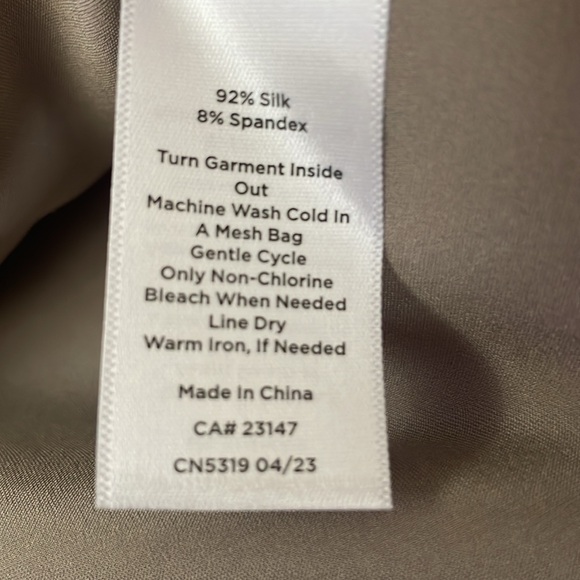 92% Silk
8% Spandex
Turn Garment Inside
Out
Machine Wash Cold In
A Mesh Bag
Gentle Cycle
Only Non-Chlorine
Bleach When Needed
Line Dry
Warm Iron, If Needed
Made In China
CA# 23147
CN5319 04/23